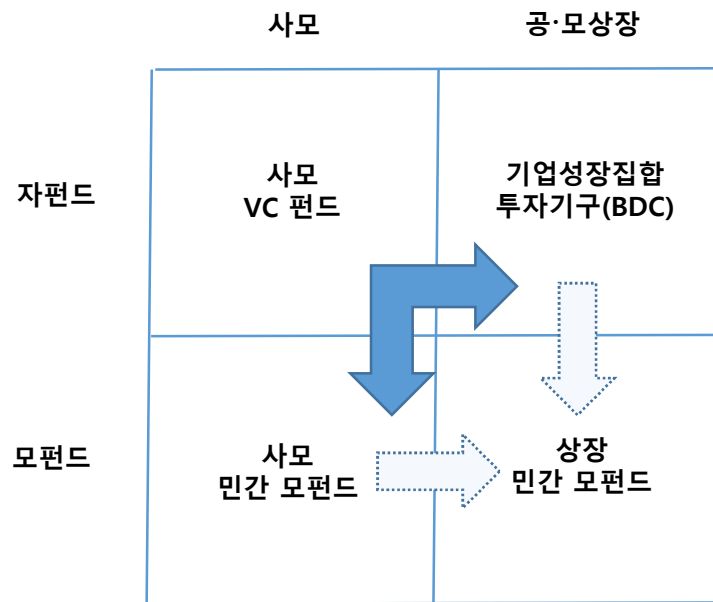 사모
공·모상장
자펀드
사모
VC 펀드
기업성장집합
투자기구(BDC)
모펀드
사모
민간 모펀드
상장
민간 모펀드